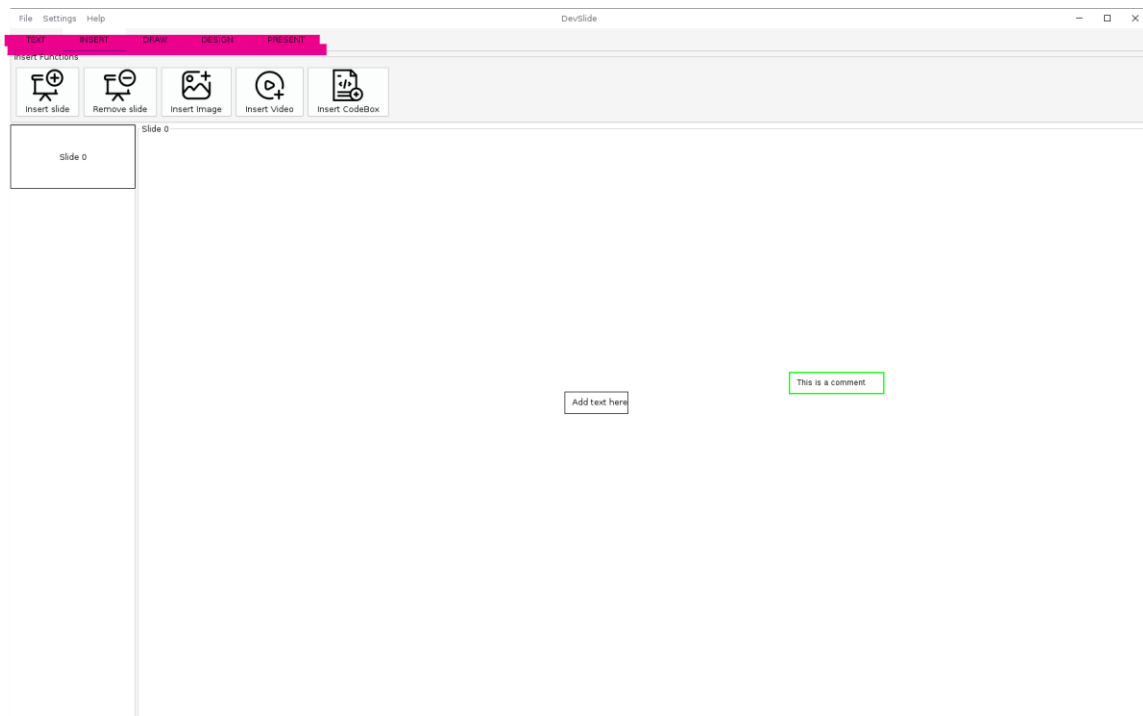 File Settings Help
DevSlide
TEXT INSERT DRAW DESIGN PRESENT
Insert Functions
Insert slide Remove slide Insert Image Insert Video Insert CodeBox
Slide 0
Slide 0
This is a comment
Add text here